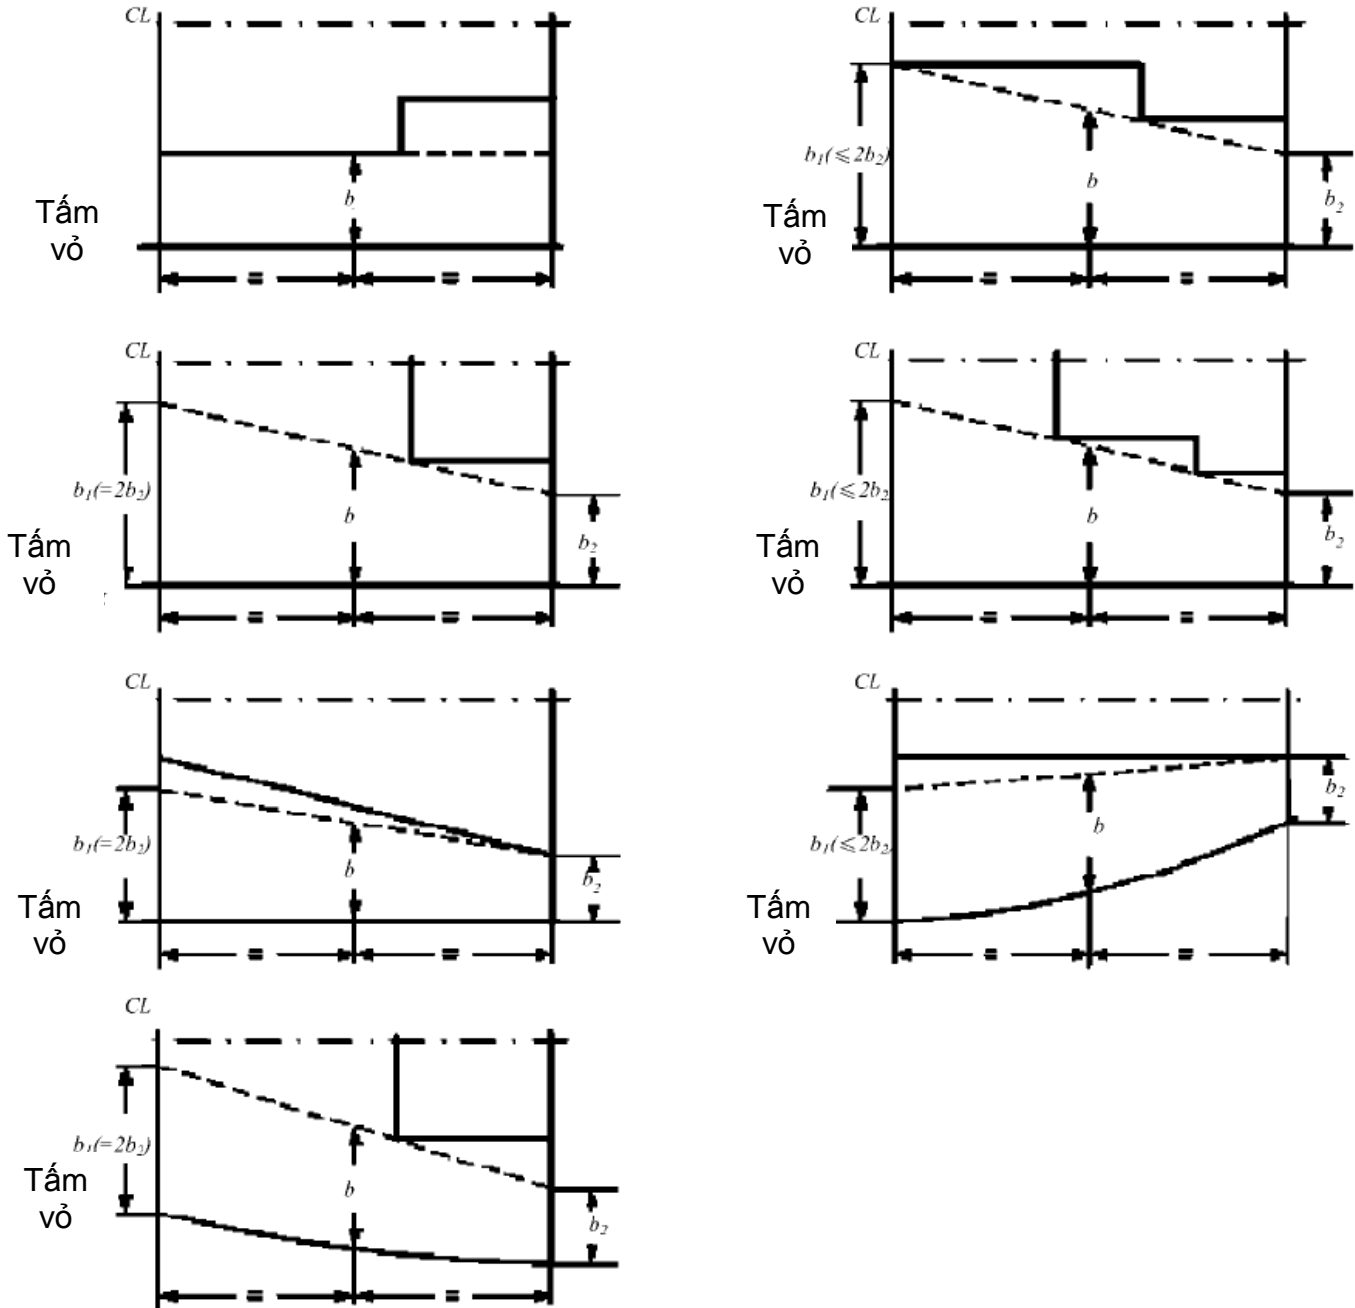 CL
b
Tấm
vỏ
=
=
CL
b₁(≤2b₂)
b
b₂
Tấm
vỏ
=
=
CL
b₁(=2b₂)
b
b₂
Tấm
vỏ
=
=
CL
b₁(≤2b₂
b
b₂
Tấm
vỏ
=
=
CL
b₁(=2b₂)
b
b₂
Tấm
vỏ
=
=
CL
b₁(≤2b₂
b
b₂
Tấm
vỏ
=
=
CL
b₁(=2b₂)
b
b₂
Tấm
vỏ
=
=